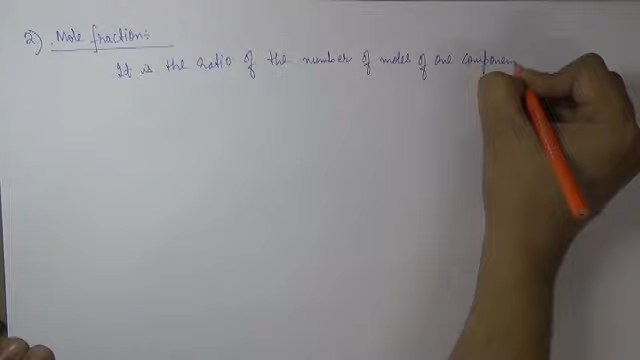 2) Mole fraction:-
It is the ratio of the number of moles of one componen